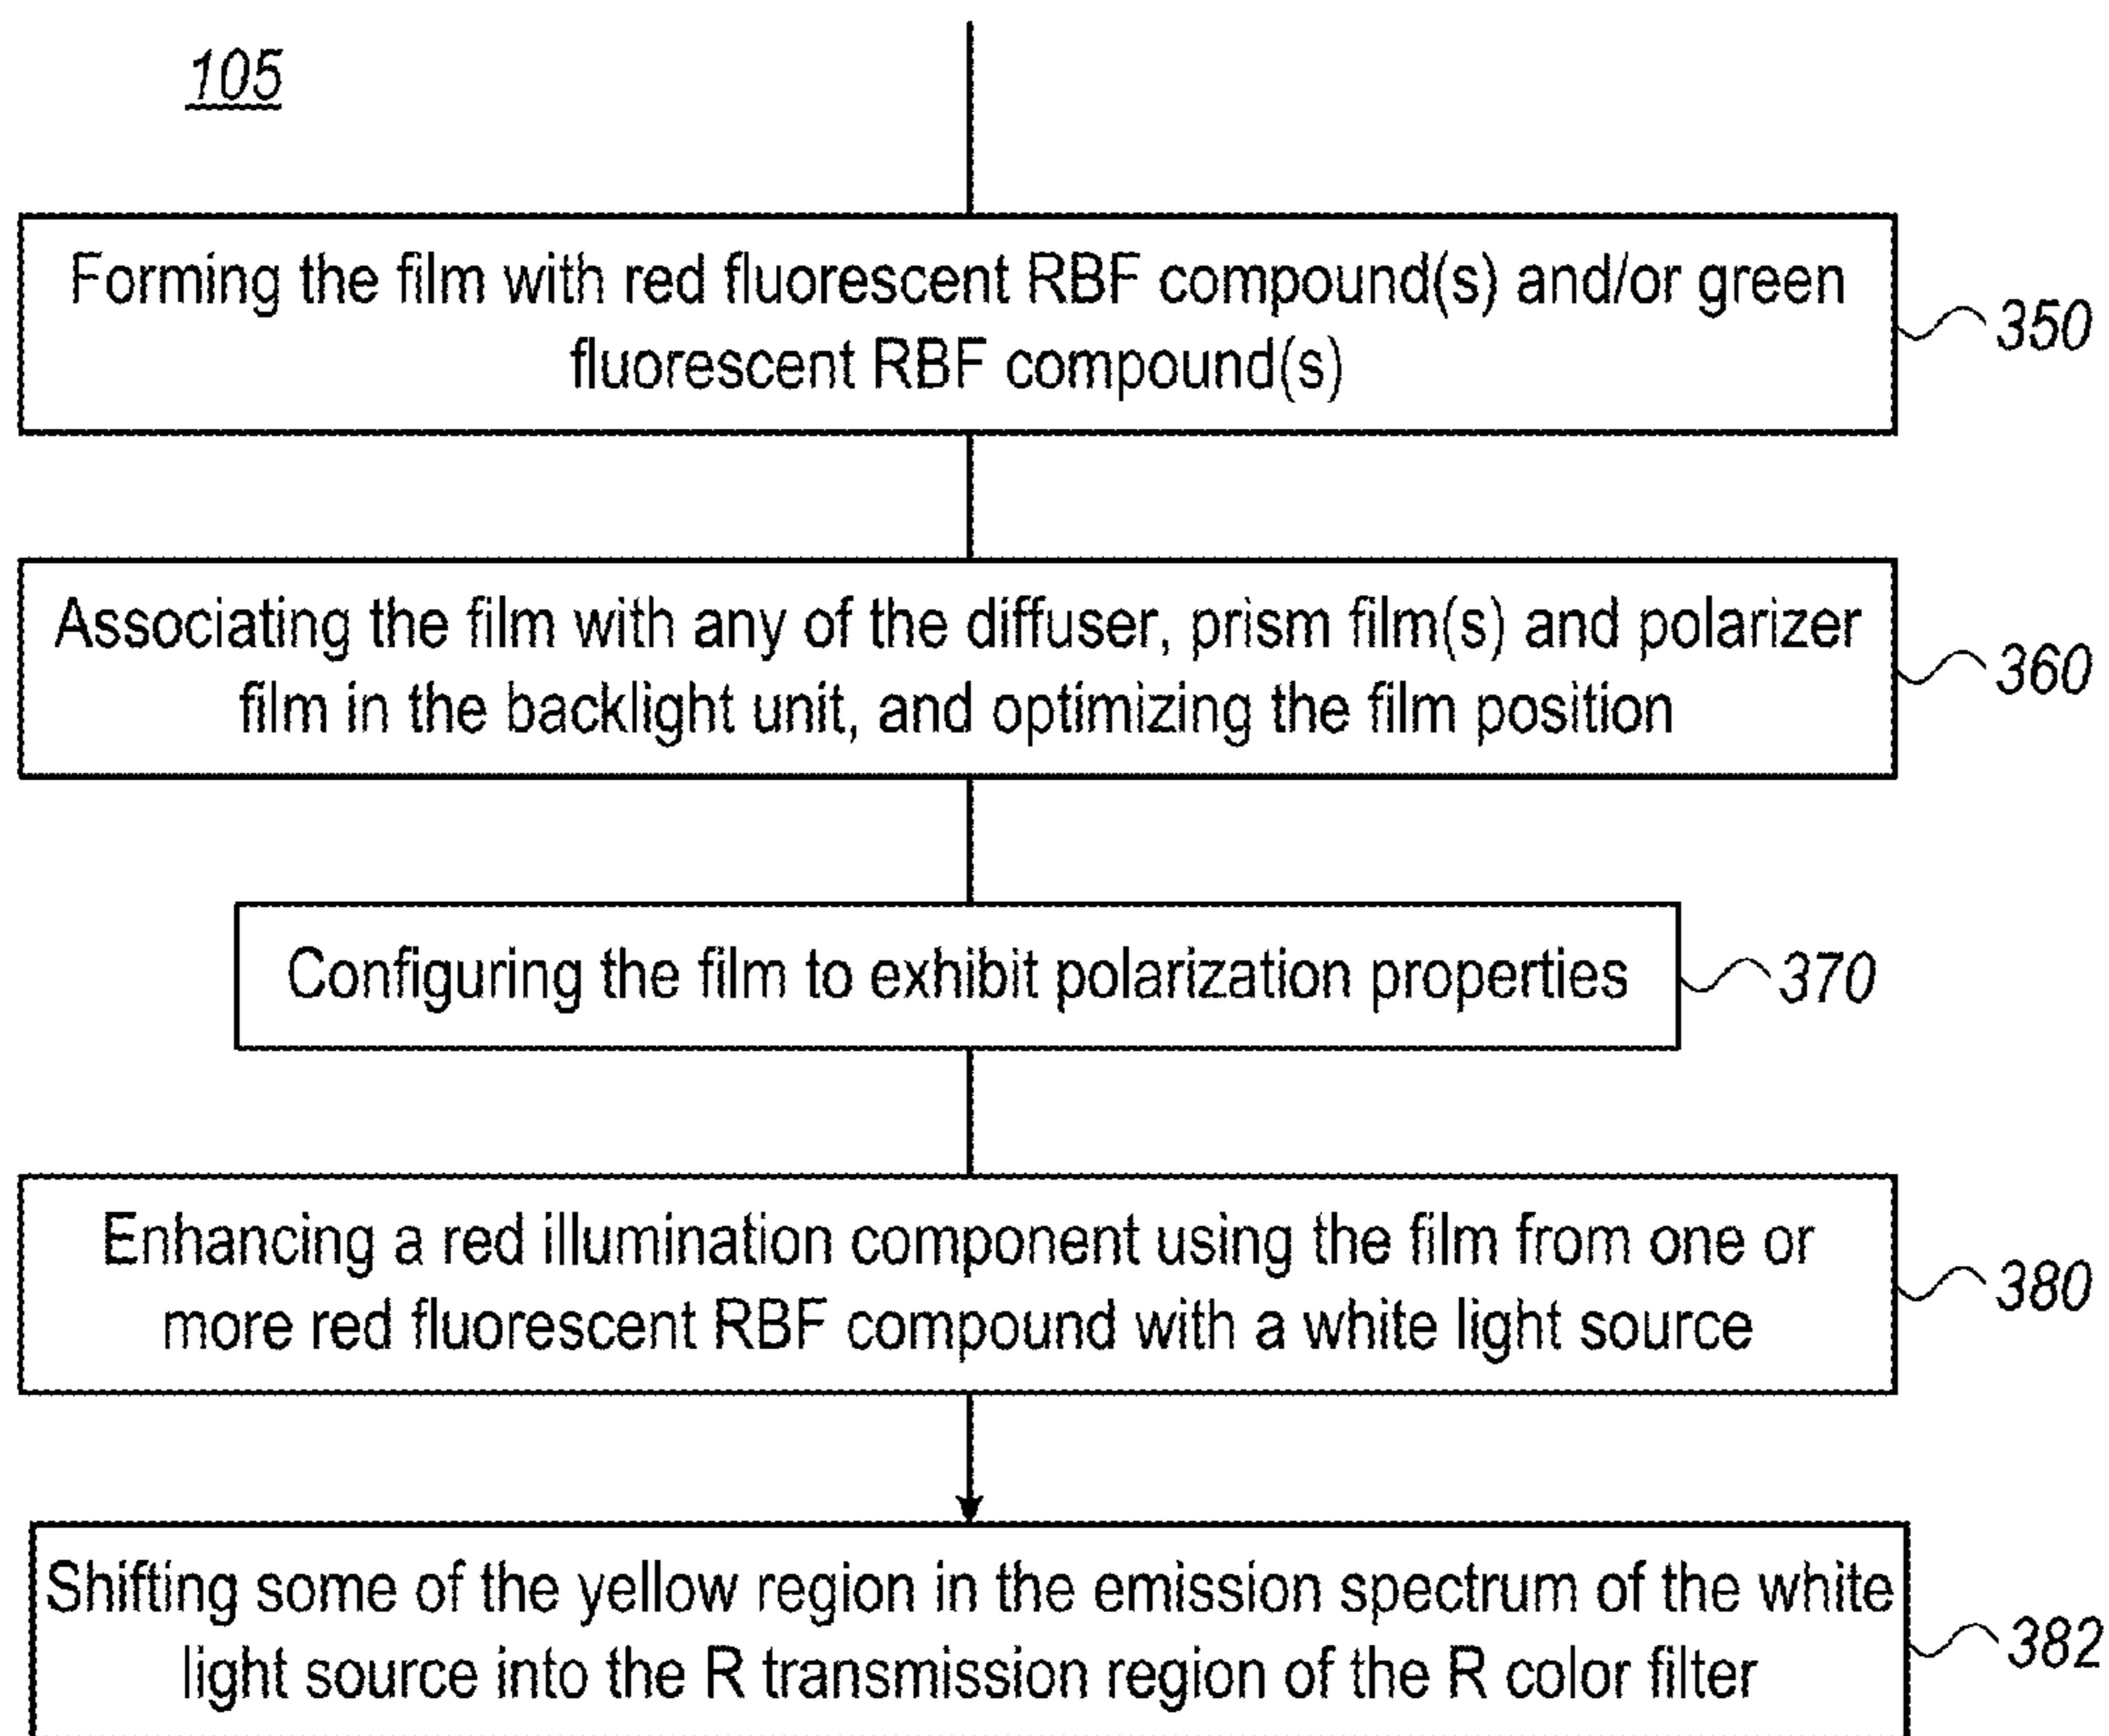 105
Forming the film with red fluorescent RBF compound(s) and/or green
fluorescent RBF compound(s)
350
Associating the film with any of the diffuser, prism film(s) and polarizer
film in the backlight unit, and optimizing the film position
360
Configuring the film to exhibit polarization properties
370
Enhancing a red illumination component using the film from one or
more red fluorescent RBF compound with a white light source
380
Shifting some of the yellow region in the emission spectrum of the white
light source into the R transmission region of the R color filter
382